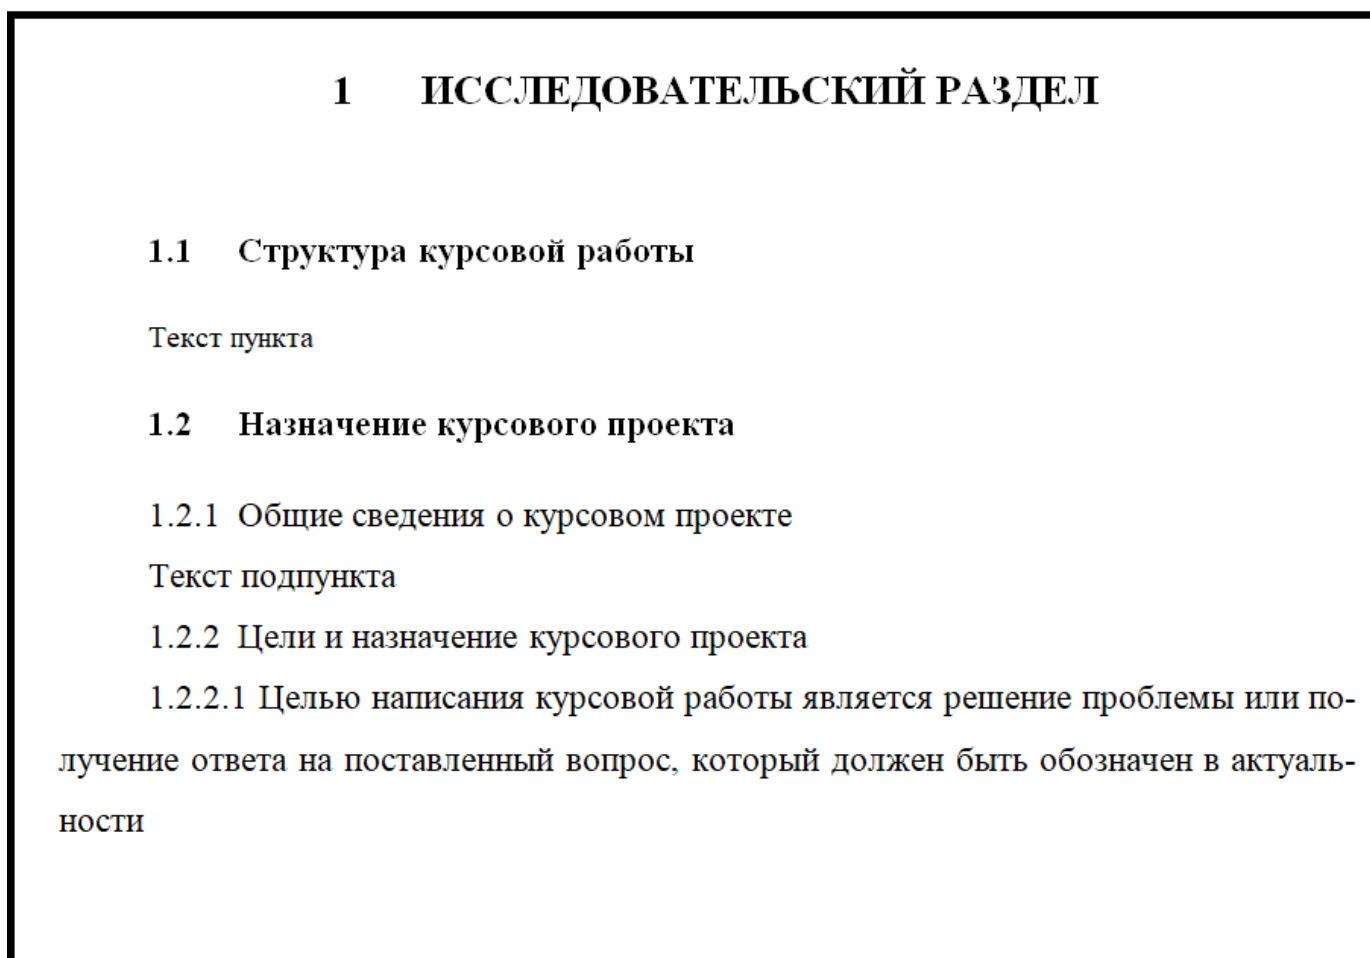 1 ИССЛЕДОВАТЕЛЬСКИЙ РАЗДЕЛ
1.1 Структура курсовой работы
Текст пункта
1.2 Назначение курсового проекта
1.2.1 Общие сведения о курсовом проекте
Текст подпункта
1.2.2 Цели и назначение курсового проекта
1.2.2.1 Целью написания курсовой работы является решение проблемы или по-
лучение ответа на поставленный вопрос, который должен быть обозначен в актуаль-
ности